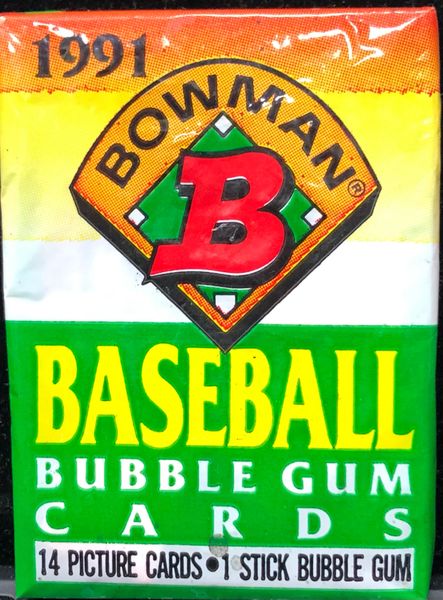 1991
BOWMAN®
B
BASEBALL
BUBBLE GUM
CARDS
14 PICTURE CARDS • 1 STICK BUBBLE GUM